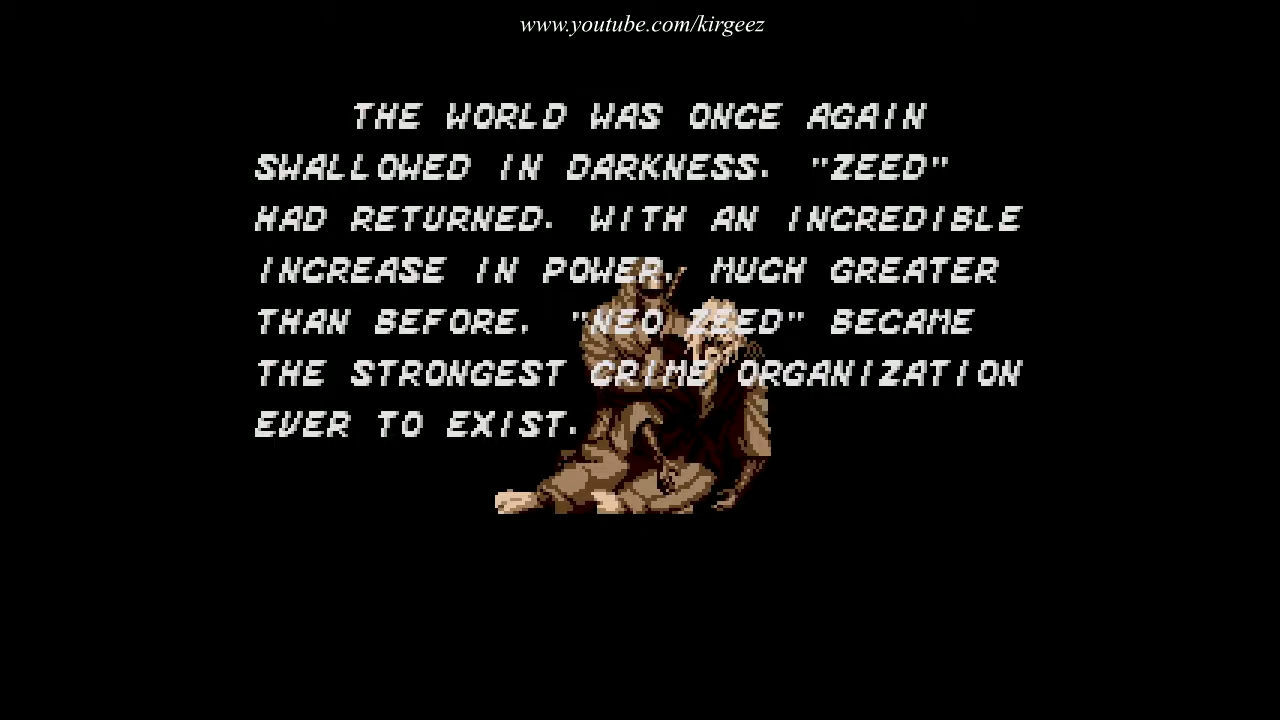 www.youtube.com/kirgeez
THE WORLD WAS ONCE AGAIN
SWALLOWED IN DARKNESS. "ZEED"
HAD RETURNED. WITH AN INCREDIBLE
INCREASE IN POWER. MUCH GREATER
THAN BEFORE. "NEO ZEED" BECAME
THE STRONGEST CRIME ORGANIZATION
EVER TO EXIST.